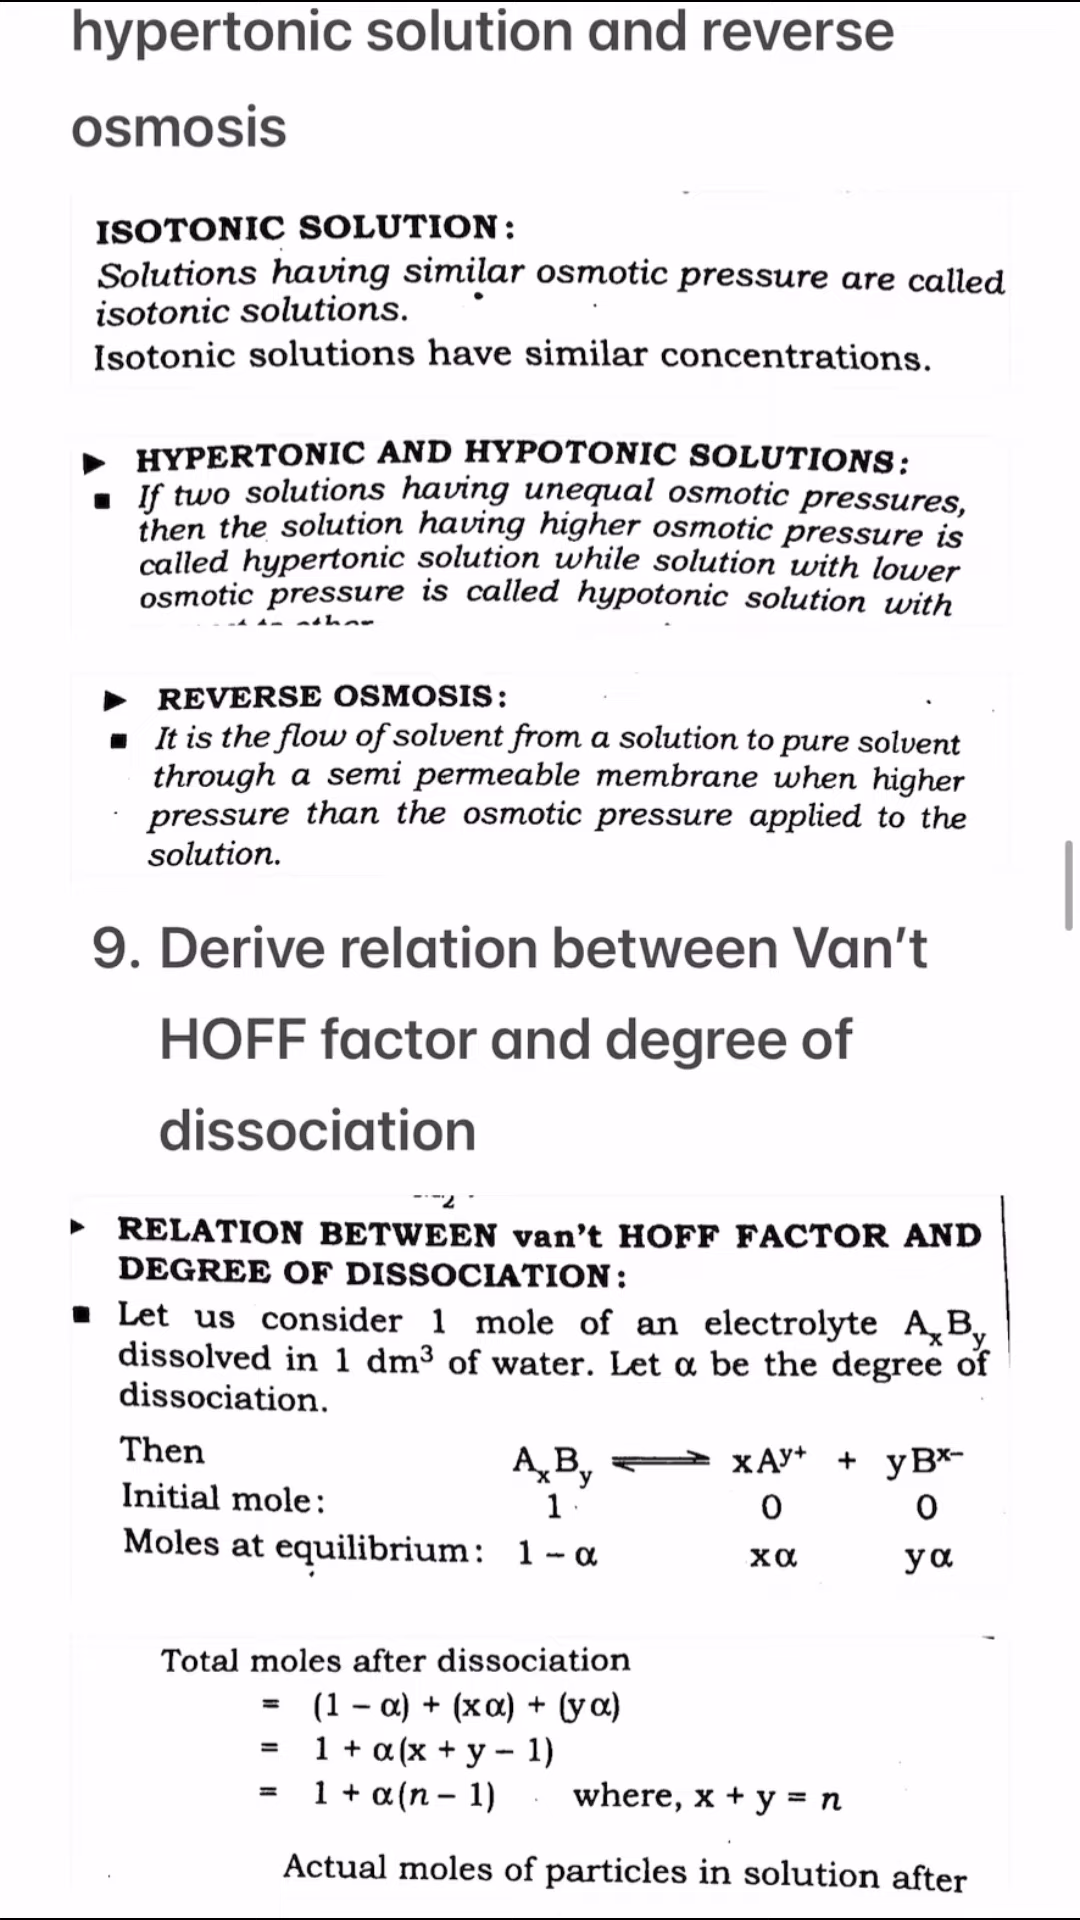 hypertonic solution and reverse
osmosis
ISOTONIC SOLUTION:
Solutions having similar osmotic pressure are called
isotonic solutions.
Isotonic solutions have similar concentrations.
► HYPERTONIC AND HYPOTONIC SOLUTIONS:
▪ If two solutions having unequal osmotic pressures,
then the solution having higher osmotic pressure is
called hypertonic solution while solution with lower
osmotic pressure is called hypotonic solution with
► REVERSE OSMOSIS:
▪ It is the flow of solvent from a solution to pure solvent
through a semi permeable membrane when higher
pressure than the osmotic pressure applied to the
solution.
9. Derive relation between Van’t
HOFF factor and degree of
dissociation
► RELATION BETWEEN van’t HOFF FACTOR AND
DEGREE OF DISSOCIATION:
▪ Let us consider 1 mole of an electrolyte AₓBᵧ
dissolved in 1 dm³ of water. Let α be the degree of
dissociation.
Then AₓBᵧ ⇌ xAʸ⁺ + yBˣ⁻
Initial mole: 1 0 0
Moles at equilibrium: 1 – α xα yα
Total moles after dissociation
= (1 – α) + (xα) + (yα)
= 1 + α(x + y – 1)
= 1 + α(n – 1) where, x + y = n
Actual moles of particles in solution after